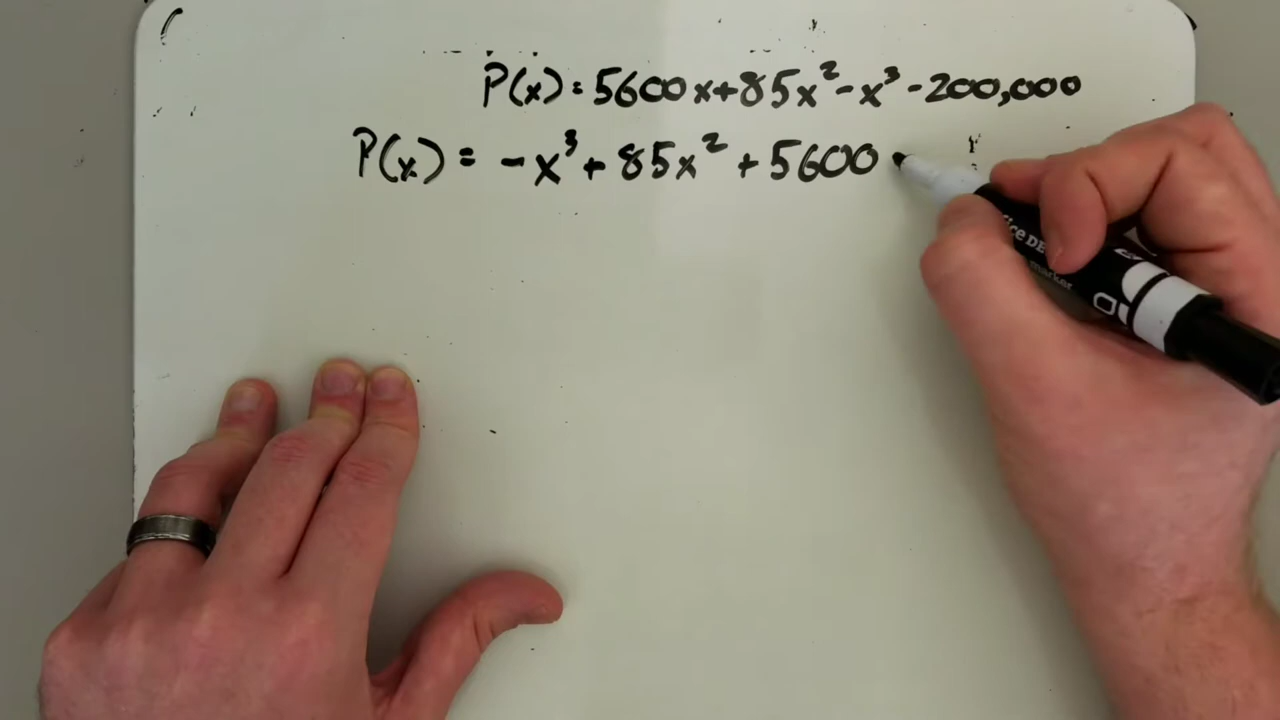 P(x) = 5600x+85x²-x³-200,000
P(x) = -x³+85x²+5600